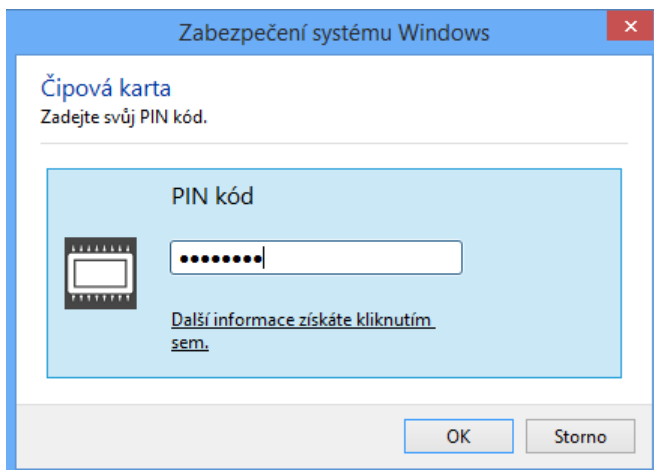 Zabezpečení systému Windows
Čipová karta
Zadejte svůj PIN kód.
PIN kód
••••••••
Další informace získáte kliknutím
sem.
OK
Storno